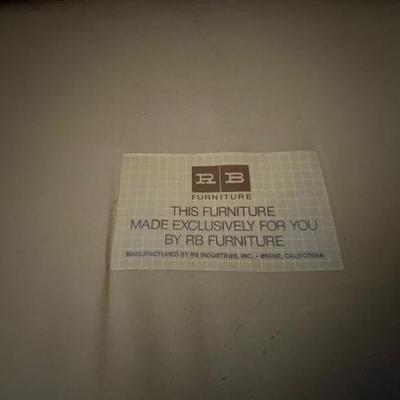 RB
FURNITURE
THIS FURNITURE
MADE EXCLUSIVELY FOR YOU
BY RB FURNITURE
MANUFACTURED BY RB INDUSTRIES, INC. • IRVINE, CALIFORNIA